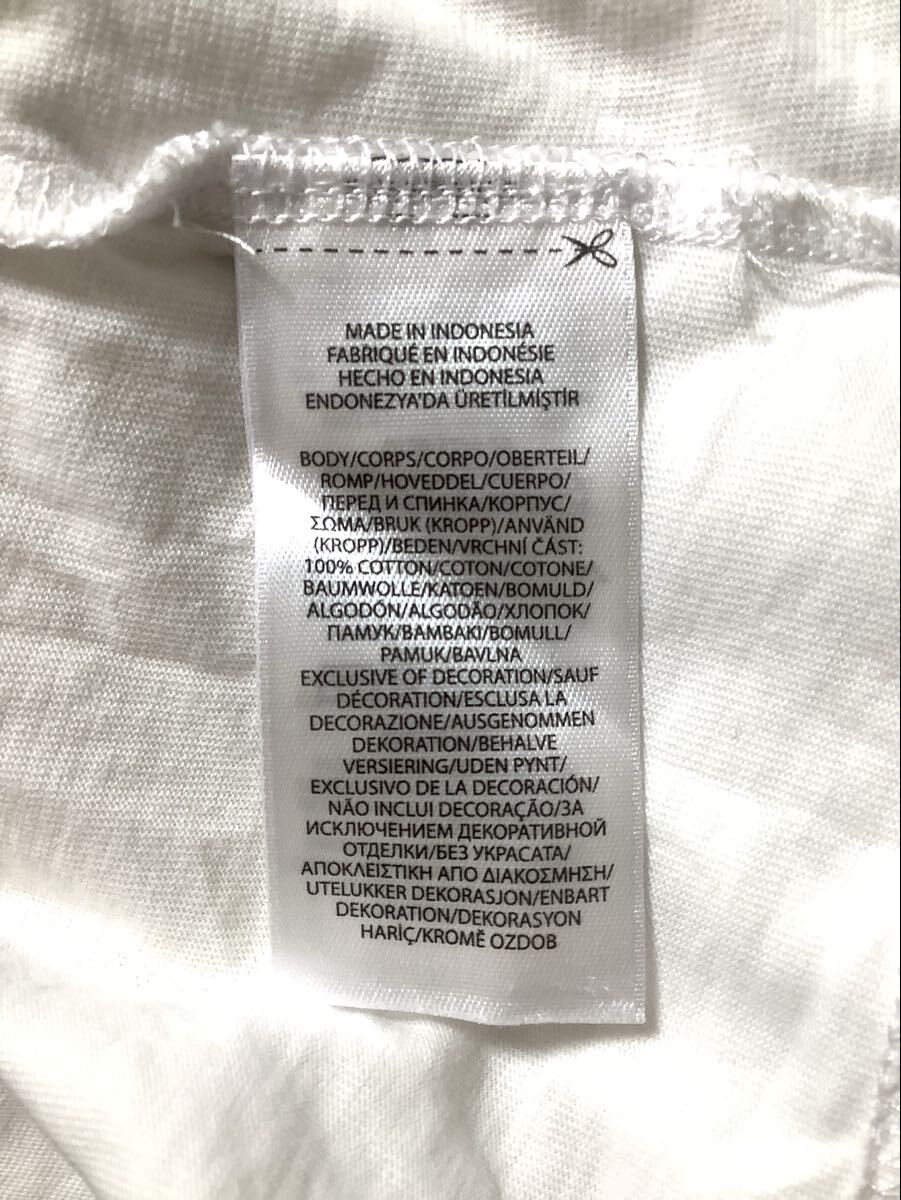 MADE IN INDONESIA
FABRIQUÉ EN INDONÉSIE
HECHO EN INDONESIA
ENDONEZYA'DA ÜRETİLMİŞTİR
BODY/CORPS/CORPO/OBERTEIL/
ROMP/HOVEDDEL/CUERPO/
ПЕРЕД И СПИНКА/КОРПУС/
ΣΩΜΑ/BRUK (KROPP)/ANVÄND
(KROPP)/BEDEN/VRCHNÍ ČÁST:
100% COTTON/COTON/COTONE/
BAUMWOLLE/KATOEN/BOMULD/
ALGODÓN/ALGODÃO/ХЛОПОК/
ПАМУК/ΒΑΜΒΑΚΙ/BOMULL/
PAMUK/BAVLNA
EXCLUSIVE OF DECORATION/SAUF
DÉCORATION/ESCLUSA LA
DECORAZIONE/AUSGENOMMEN
DEKORATION/BEHALVE
VERSIERING/UDEN PYNT/
EXCLUSIVO DE LA DECORACIÓN/
NÃO INCLUI DECORAÇÃO/ЗА
ИСКЛЮЧЕНИЕМ ДЕКОРАТИВНОЙ
ОТДЕЛКИ/БЕЗ УКРАСАТА/
ΑΠΟΚΛΕΙΣΤΙΚΗ ΑΠΟ ΔΙΑΚΟΣΜΗΣΗ/
UTELUKKER DEKORASJON/ENBART
DEKORATION/DEKORASYON
HARİÇ/KROMĚ OZDOB